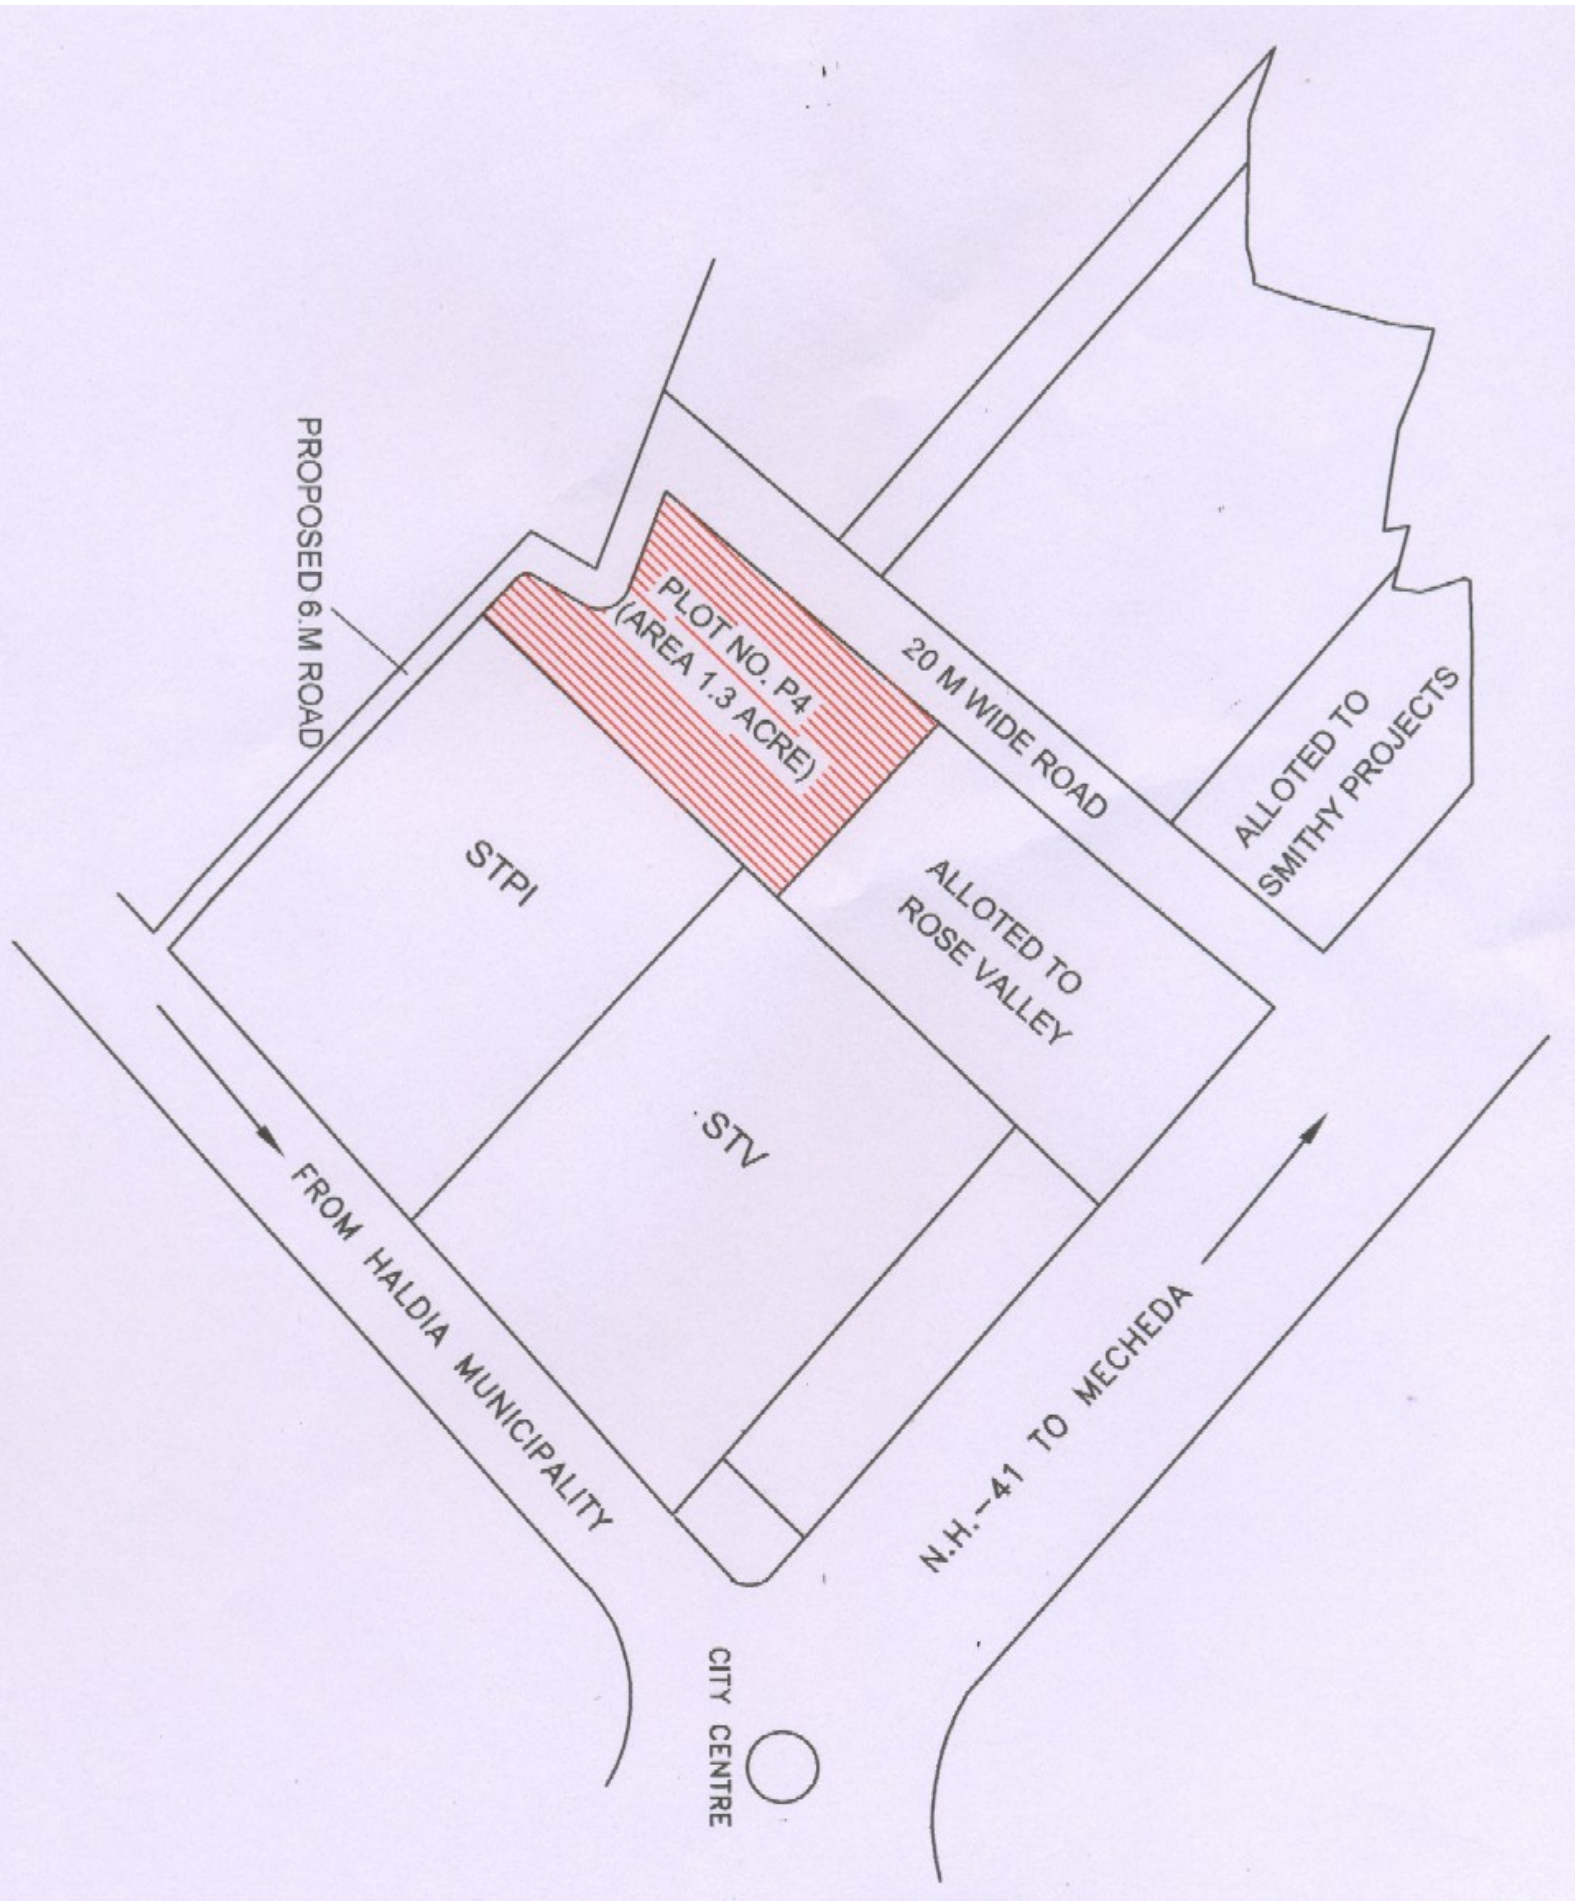 PROPOSED 6.M ROAD
PLOT NO. P4
(AREA 1.3 ACRE)
20 M WIDE ROAD
ALLOTED TO
SMITHY PROJECTS
STPI
ALLOTED TO
ROSE VALLEY
STV
FROM HALDIA MUNICIPALITY
N.H.-41 TO MECHEDA
CITY CENTRE